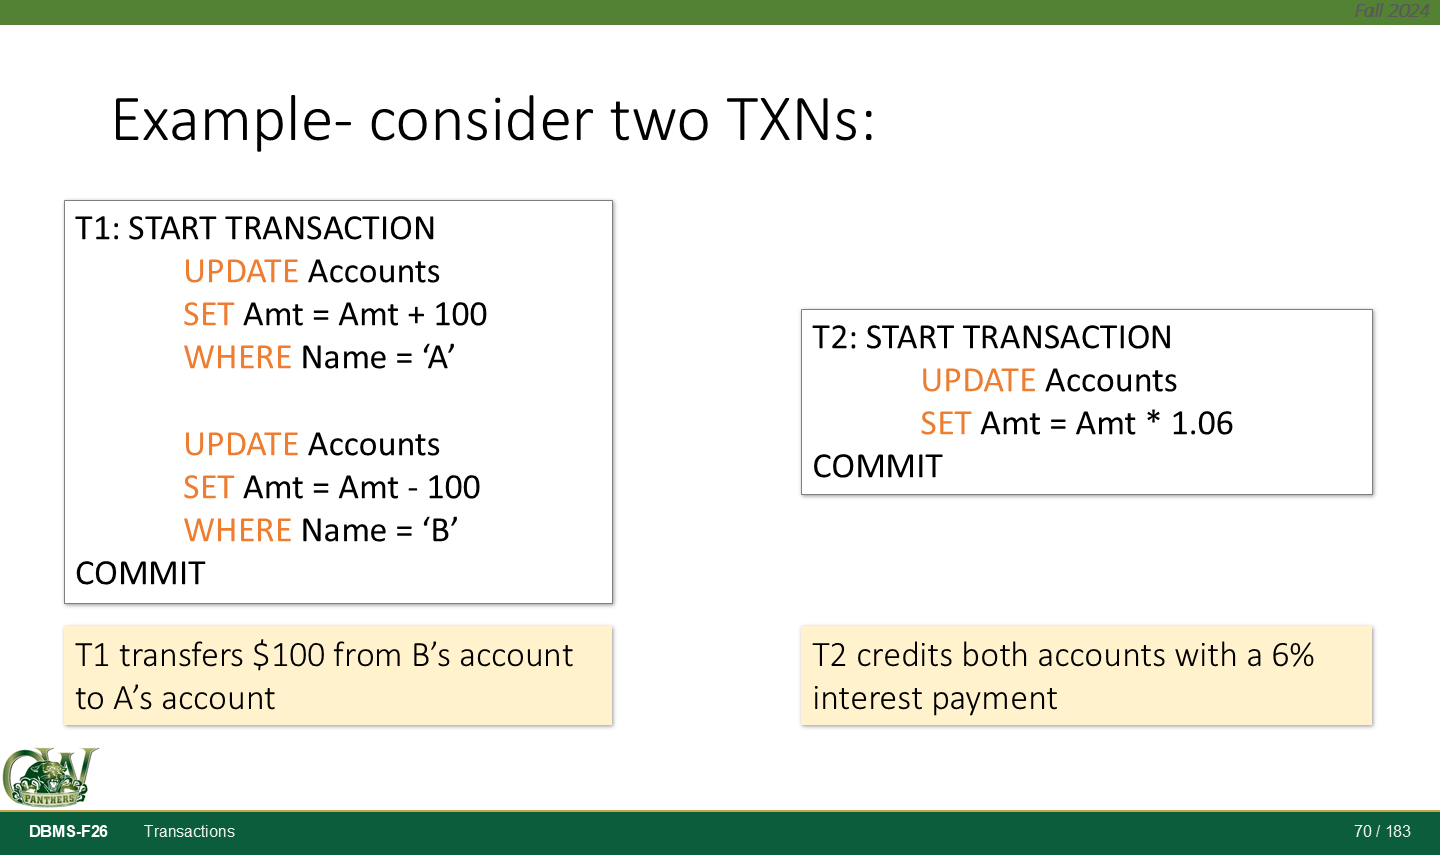 Fall 2024
Example- consider two TXNs:
T1: START TRANSACTION
UPDATE Accounts
SET Amt = Amt + 100
WHERE Name = ‘A’
UPDATE Accounts
SET Amt = Amt - 100
WHERE Name = ‘B’
COMMIT
T2: START TRANSACTION
UPDATE Accounts
SET Amt = Amt * 1.06
COMMIT
T1 transfers $100 from B’s account
to A’s account
T2 credits both accounts with a 6%
interest payment
OW
PANTHERS
DBMS-F26 Transactions 70 / 183